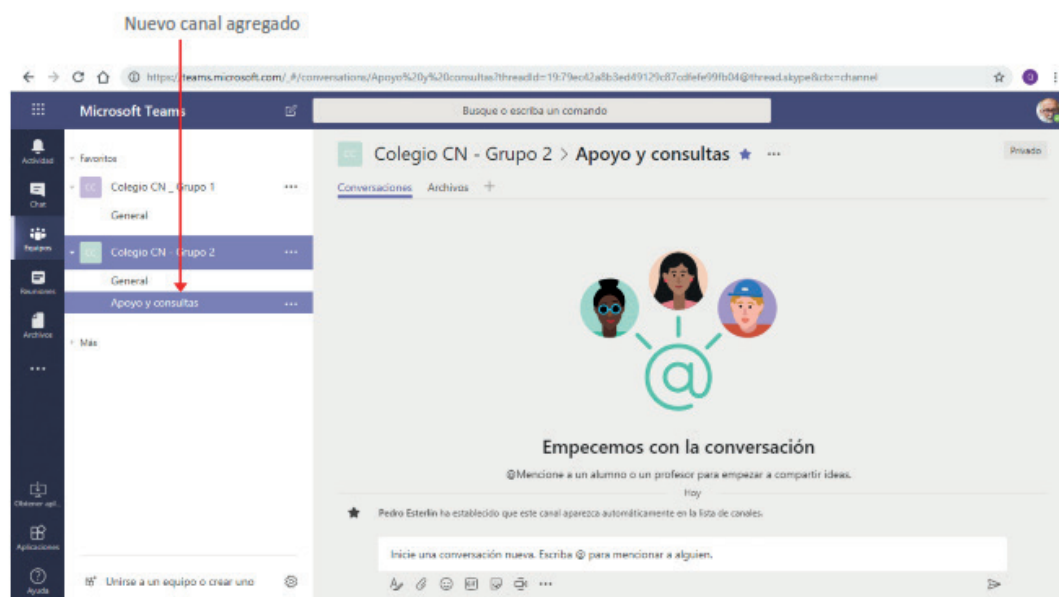 Nuevo canal agregado
https://teams.microsoft.com/_#/conversations/Apoyo%20y%20consultas?threadId=19:79ec42a8b3ed49129c87cdfefe99fb04@thread.skype&ctx=channel
Microsoft Teams
Busque o escriba un comando
Actividad
Chat
Equipos
Reuniones
Archivos
Obtener apl...
Aplicaciones
Ayuda
Favoritos
CC Colegio CN _ Grupo 1
General
CC Colegio CN - Grupo 2
General
Apoyo y consultas
Más
Unirse a un equipo o crear uno
CC Colegio CN - Grupo 2 > Apoyo y consultas
Privado
Conversaciones Archivos
@
Empecemos con la conversación
@Mencione a un alumno o un profesor para empezar a compartir ideas.
Hoy
Pedro Esterlin ha establecido que este canal aparezca automáticamente en la lista de canales.
Inicie una conversación nueva. Escriba @ para mencionar a alguien.